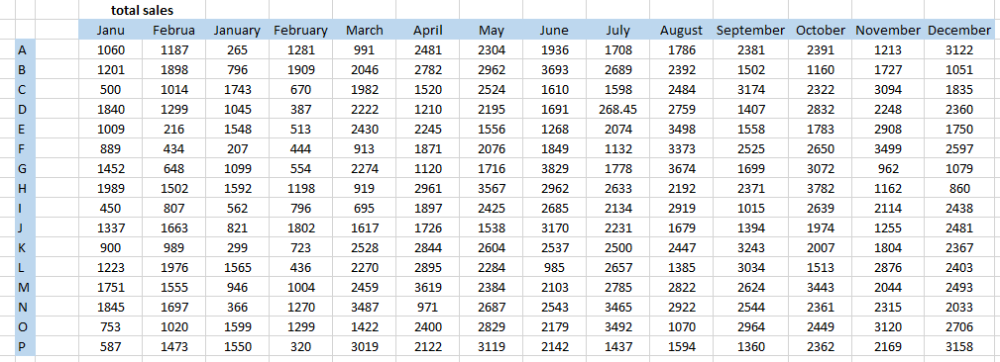 total sales
Janu Februa January February March April May June July August September October November December
A 1060 1187 265 1281 991 2481 2304 1936 1708 1786 2381 2391 1213 3122
B 1201 1898 796 1909 2046 2782 2962 3693 2689 2392 1502 1160 1727 1051
C 500 1014 1743 670 1982 1520 2524 1610 1598 2484 3174 2322 3094 1835
D 1840 1299 1045 387 2222 1210 2195 1691 268.45 2759 1407 2832 2248 2360
E 1009 216 1548 513 2430 2245 1556 1268 2074 3498 1558 1783 2908 1750
F 889 434 207 444 913 1871 2076 1849 1132 3373 2525 2650 3499 2597
G 1452 648 1099 554 2274 1120 1716 3829 1778 3674 1699 3072 962 1079
H 1989 1502 1592 1198 919 2961 3567 2962 2633 2192 2371 3782 1162 860
I 450 807 562 796 695 1897 2425 2685 2134 2919 1015 2639 2114 2438
J 1337 1663 821 1802 1617 1726 1538 3170 2231 1679 1394 1974 1255 2481
K 900 989 299 723 2528 2844 2604 2537 2500 2447 3243 2007 1804 2367
L 1223 1976 1565 436 2270 2895 2284 985 2657 1385 3034 1513 2876 2403
M 1751 1555 946 1004 2459 3619 2384 2103 2785 2822 2624 3443 2044 2493
N 1845 1697 366 1270 3487 971 2687 2543 3465 2922 2544 2361 2315 2033
O 753 1020 1599 1299 1422 2400 2829 2179 3492 1070 2964 2449 3120 2706
P 587 1473 1550 320 3019 2122 3119 2142 1437 1594 1360 2362 2169 3158